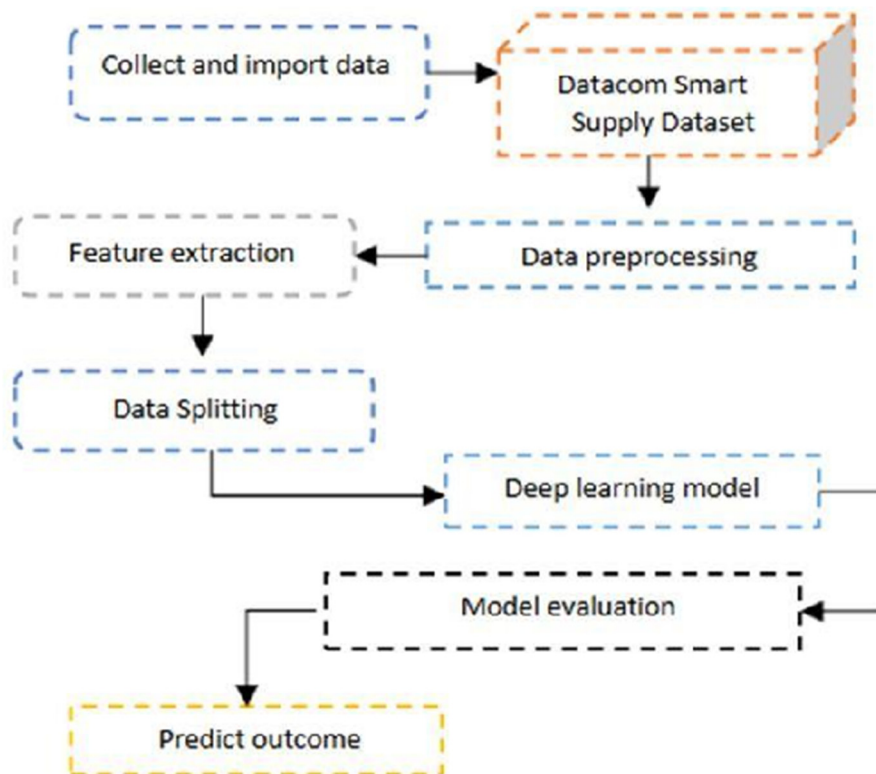 Collect and import data
Datacom Smart
Supply Dataset
Data preprocessing
Feature extraction
Data Splitting
Deep learning model
Model evaluation
Predict outcome